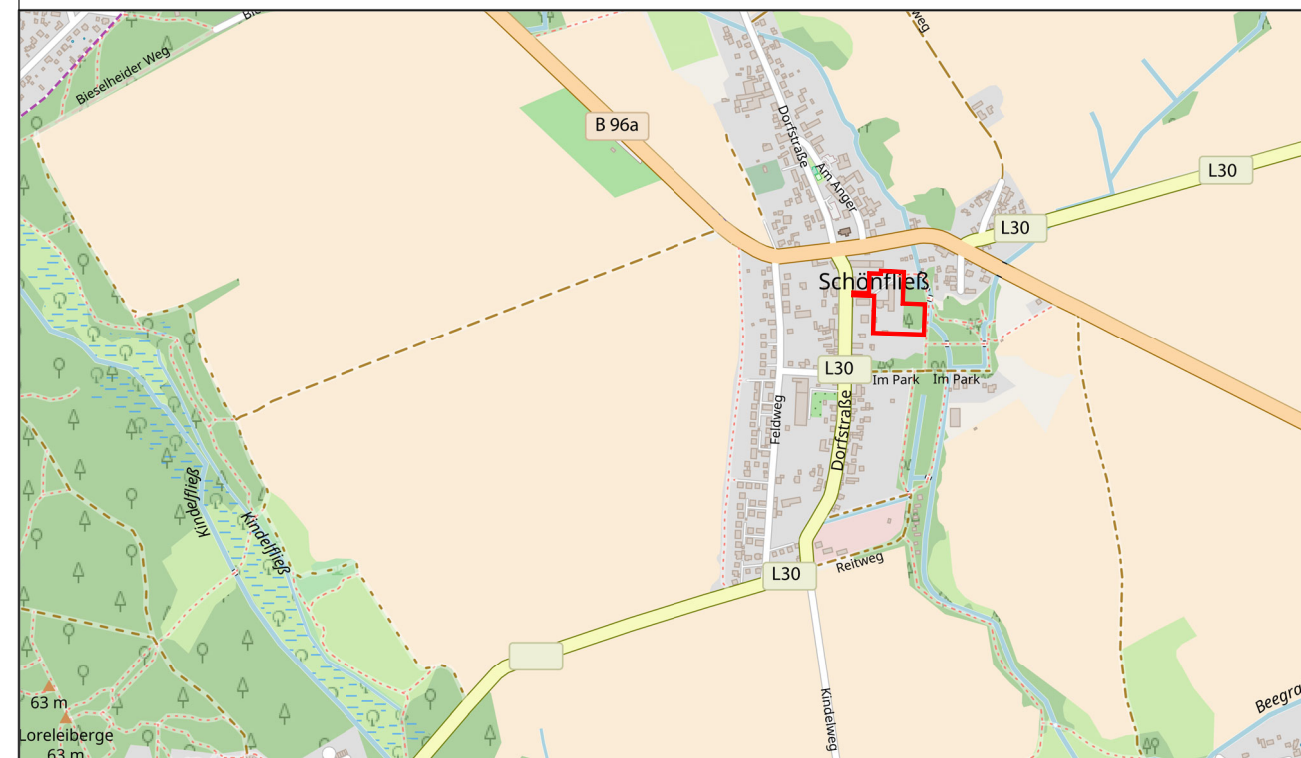 Bieselheider Weg
weg
B 96a
Dorfstraße
Am Anger
L30
L30
Schönfließ
L30
Im Park
Im Park
Feldweg
Dorfstraße
Kindelfließ
Kindelfließ
Reitweg
L30
63 m
Loreleiberge
63 m
Kindelweg